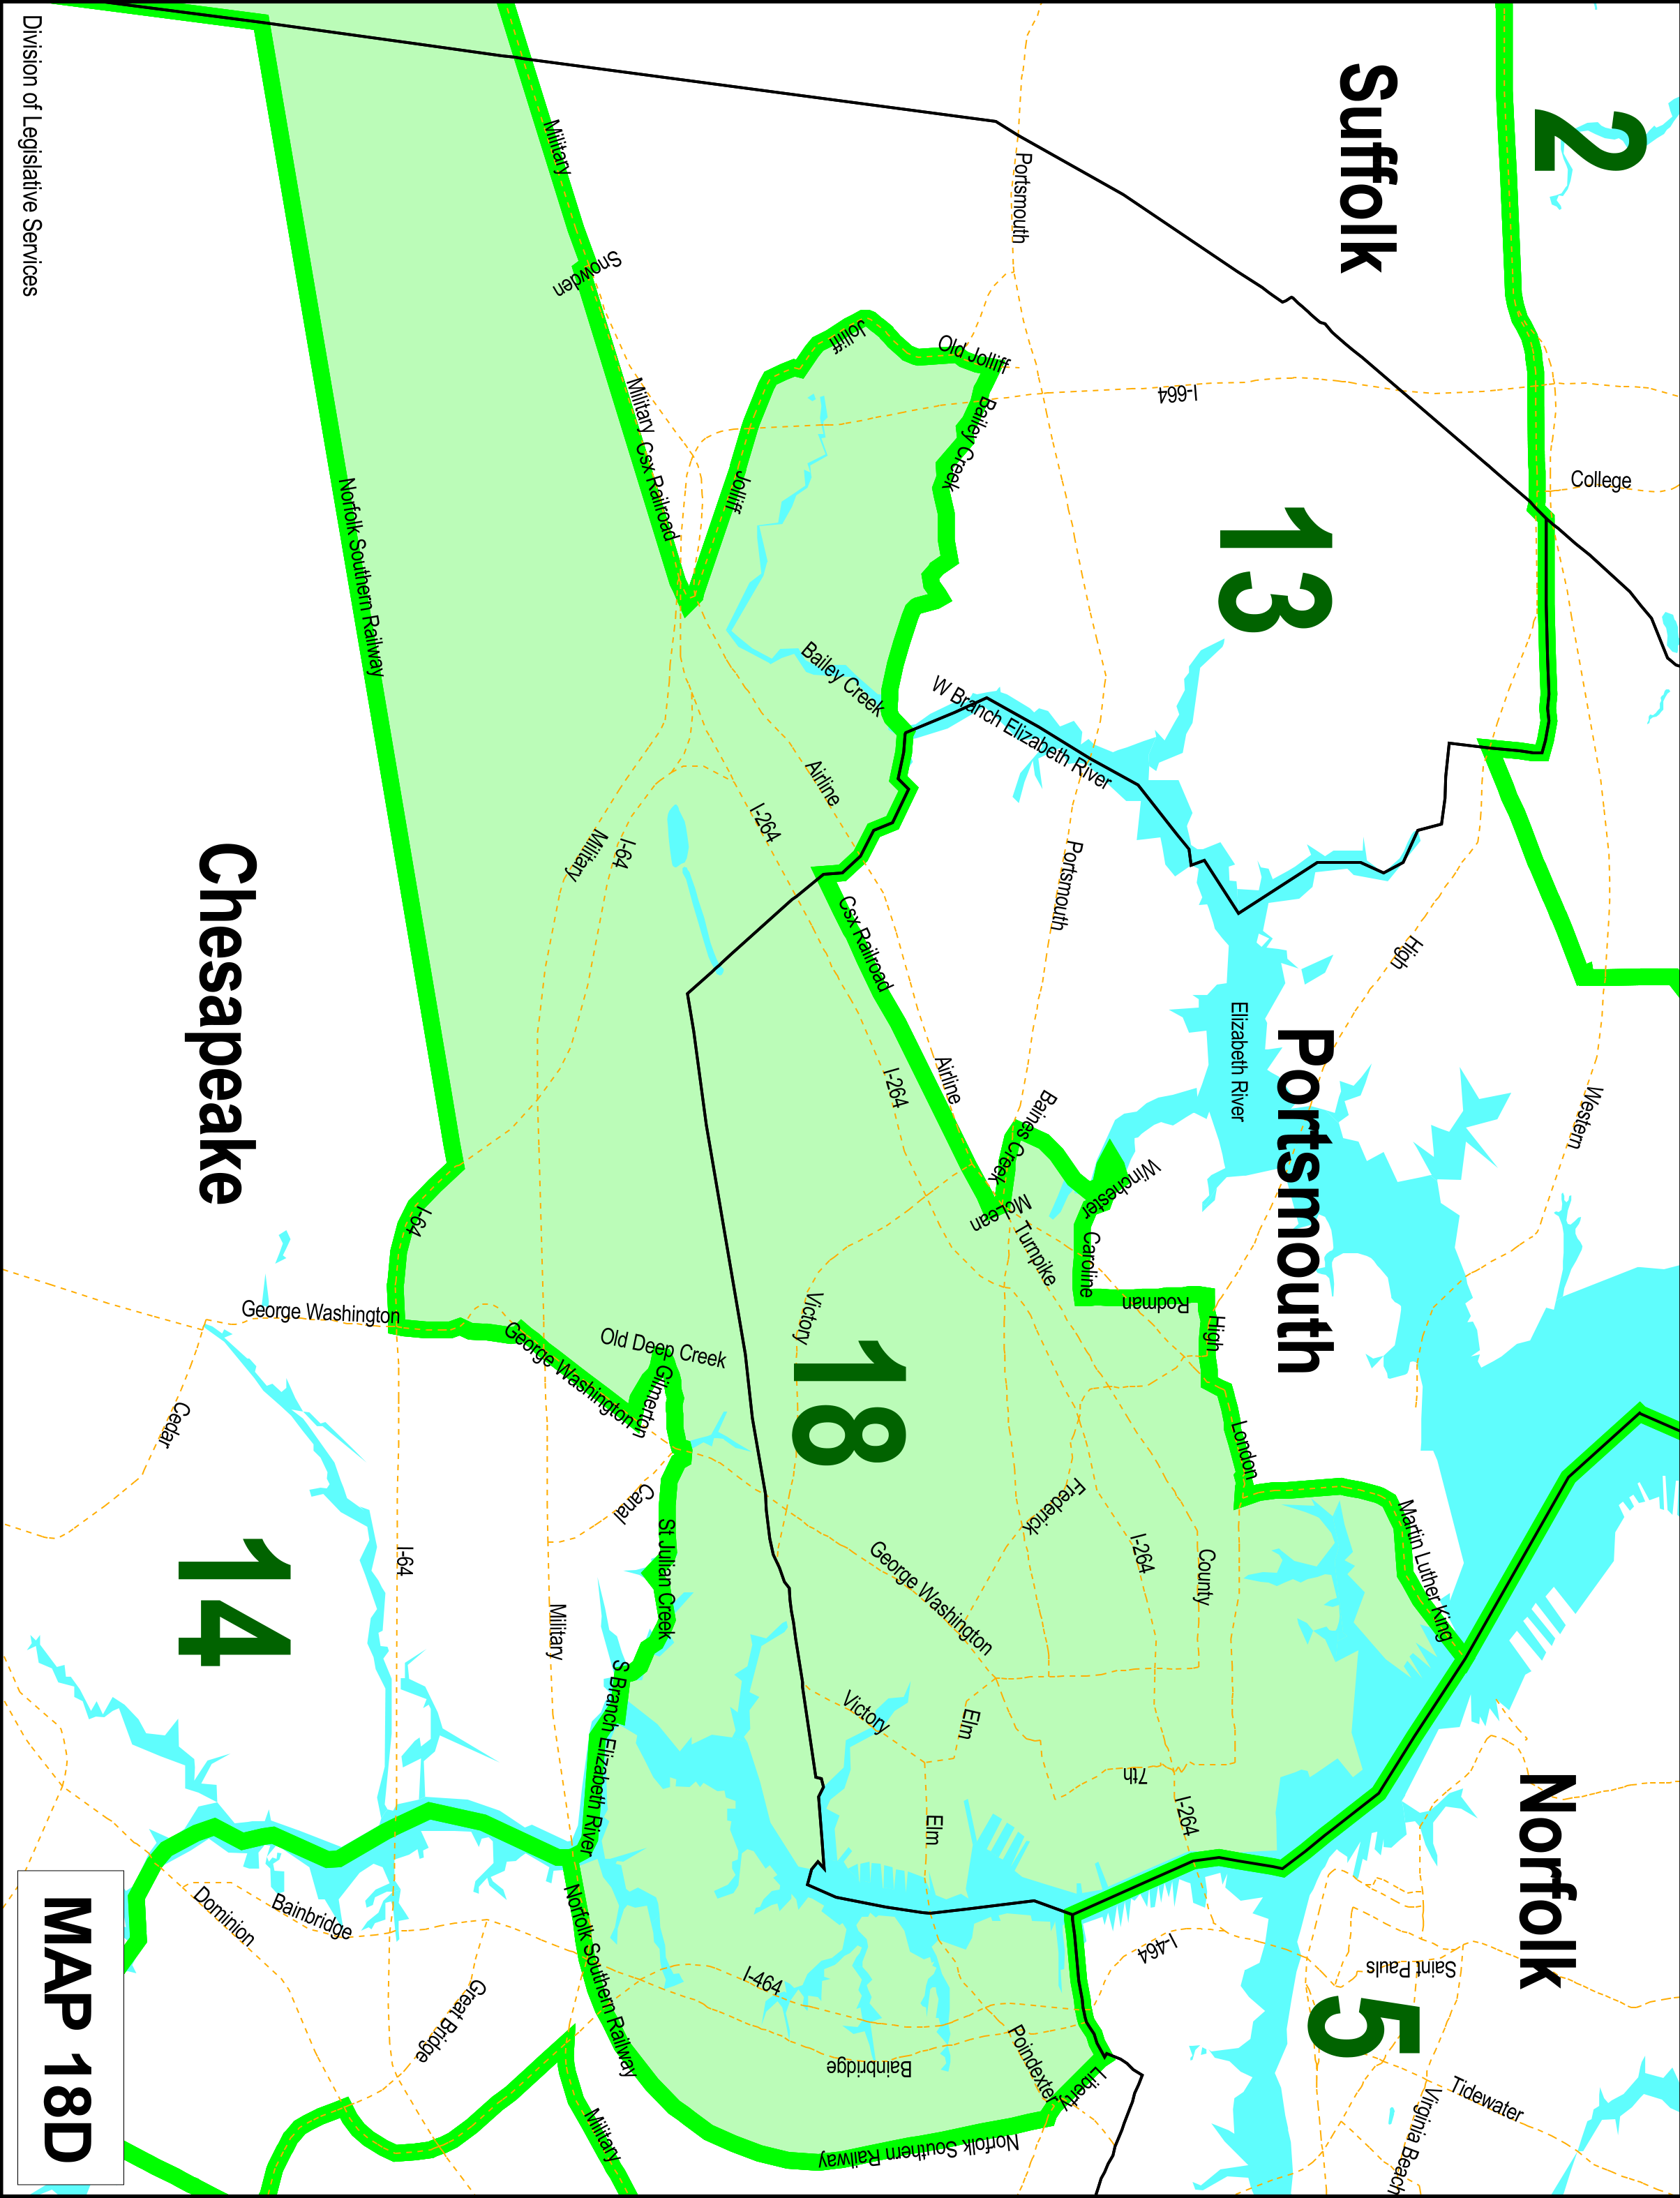 2
Suffolk
College
13
I-664
Portsmouth
Old Jolliff
Jolliff
Bailey Creek
Snowden
Military
Military
Csx Railroad
Jolliff
Norfolk Southern Railway
Division of Legislative Services
Western
High
Portsmouth
Elizabeth River
W Branch Elizabeth River
Portsmouth
Bailey Creek
Airline
I-264
I-64
Military
Csx Railroad
Airline
I-264
Baines Creek
Winchester
McLean
Turnpike
Caroline
Rodman
High
London
Martin Luther King
Chesapeake
I-64
George Washington
George Washington
Old Deep Creek
Gilmerton
Victory
18
Frederick
I-264
County
George Washington
Canal
St Julian Creek
Cedar
I-64
14
Military
S Branch Elizabeth River
Victory
Elm
7th
I-264
Elm
Norfolk
5
Saint Pauls
I-464
Tidewater
Virginia Beach
Poindexter
Liberty
I-464
Bainbridge
Norfolk Southern Railway
Norfolk Southern Railway
Bainbridge
Dominion
Great Bridge
Military
MAP 18D